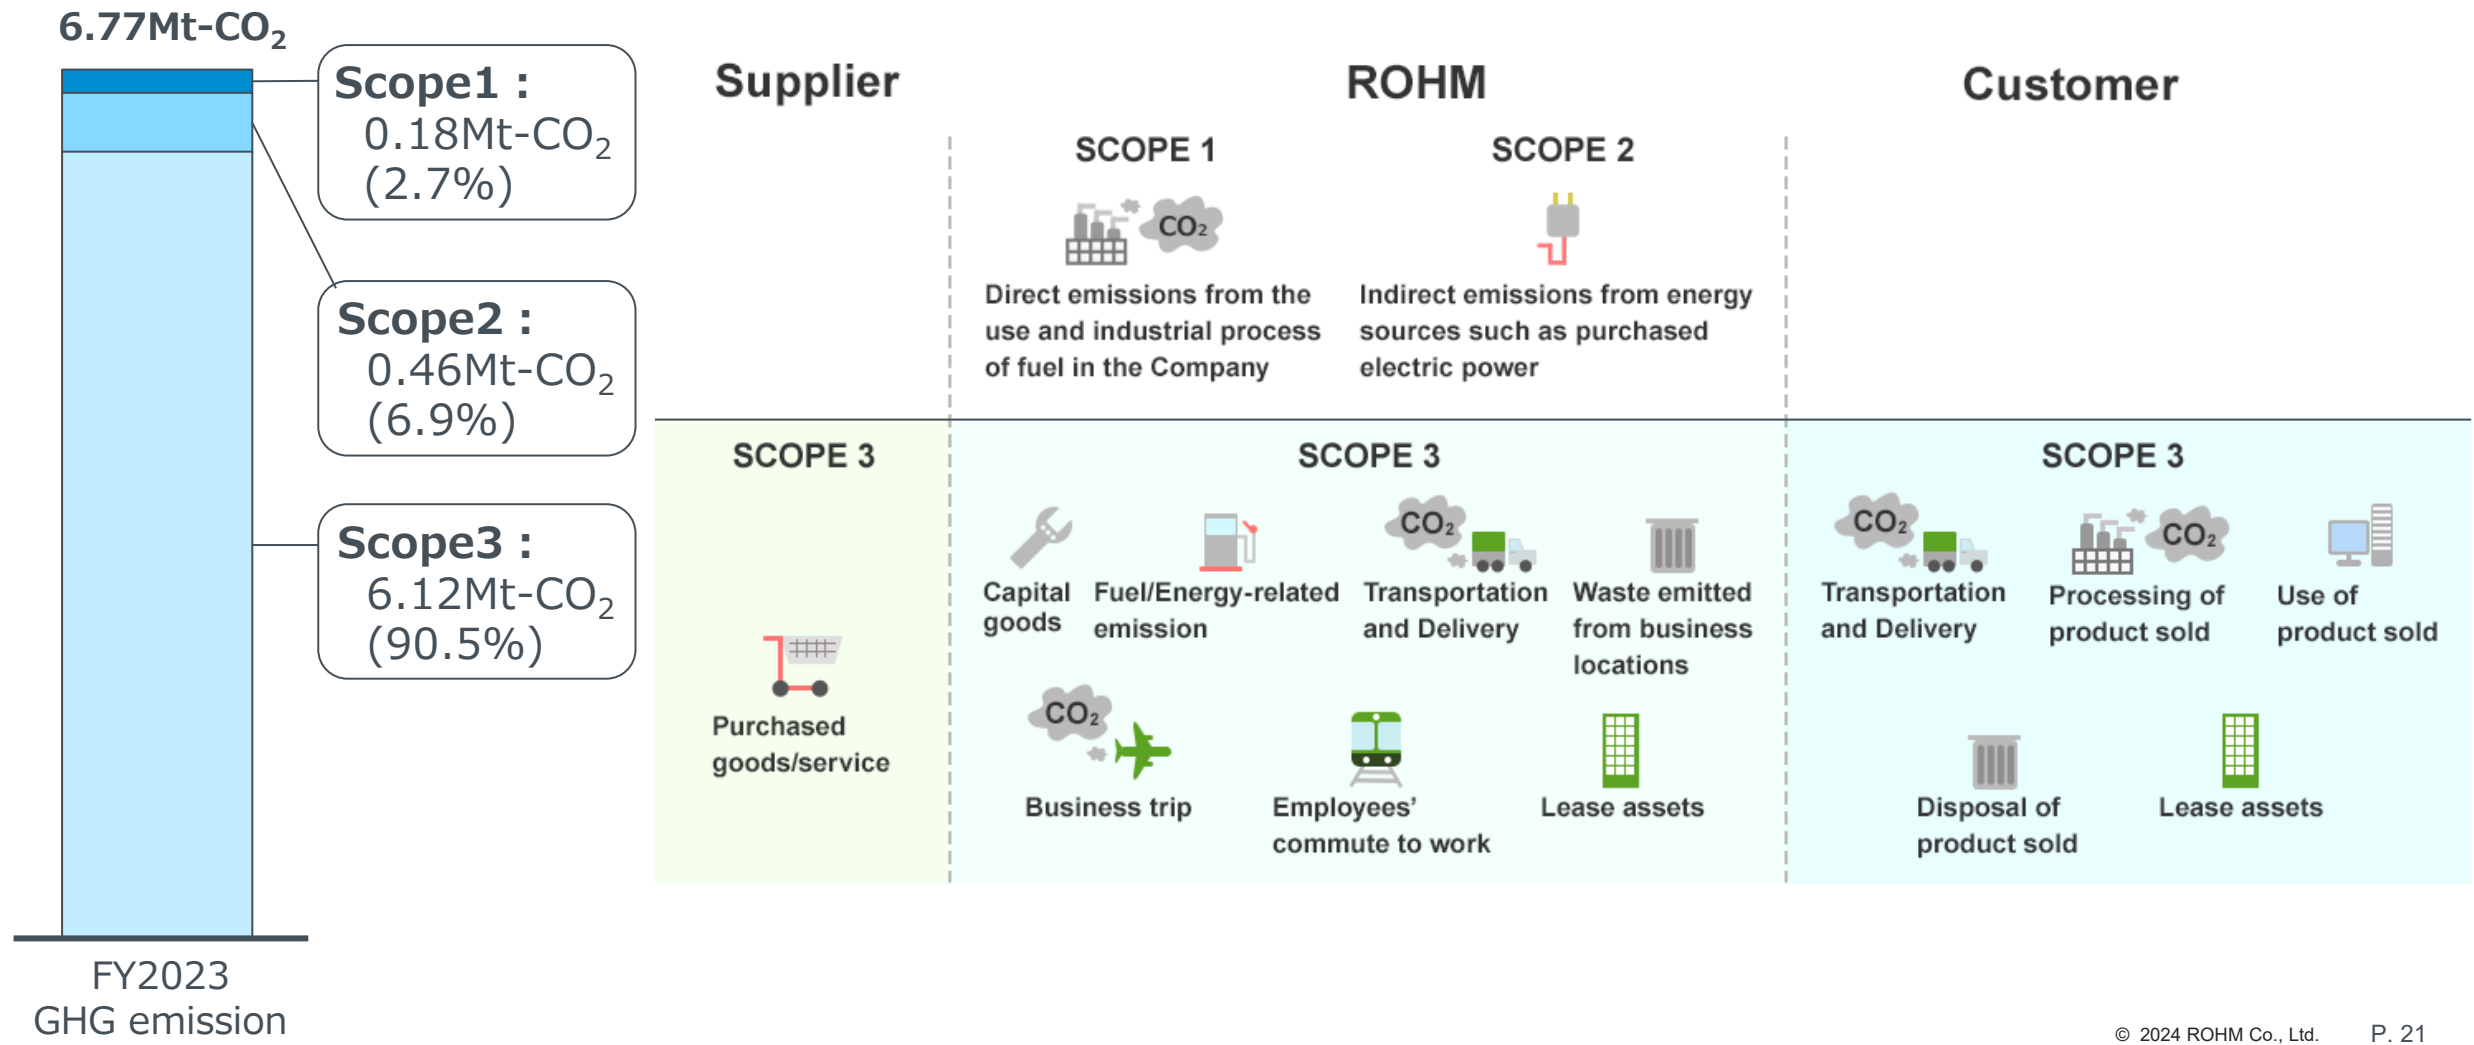 6.77Mt-CO₂
Scope1 :
0.18Mt-CO₂
(2.7%)
Scope2 :
0.46Mt-CO₂
(6.9%)
Scope3 :
6.12Mt-CO₂
(90.5%)
FY2023
GHG emission
Supplier
ROHM
Customer
SCOPE 1
CO₂
Direct emissions from the
use and industrial process
of fuel in the Company
SCOPE 2
Indirect emissions from energy
sources such as purchased
electric power
SCOPE 3
Purchased
goods/service
SCOPE 3
Capital
goods
Fuel/Energy-related
emission
CO₂
Transportation
and Delivery
Waste emitted
from business
locations
CO₂
Business trip
Employees’
commute to work
Lease assets
SCOPE 3
CO₂
Transportation
and Delivery
CO₂
Processing of
product sold
Use of
product sold
Disposal of
product sold
Lease assets
© 2024 ROHM Co., Ltd.
P. 21